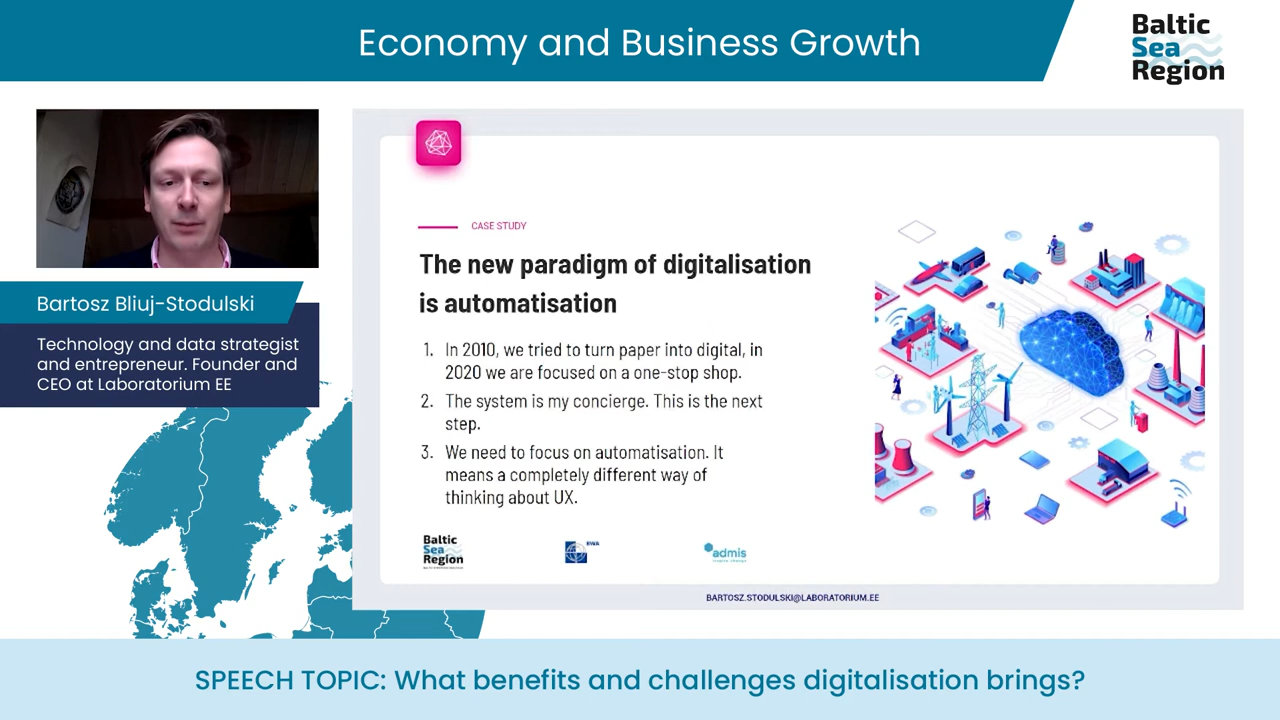 Economy and Business Growth
Baltic
Sea
Region
Bartosz Bliuj-Stodulski
Technology and data strategist
and entrepreneur. Founder and
CEO at Laboratorium EE
CASE STUDY
The new paradigm of digitalisation
is automatisation
1. In 2010, we tried to turn paper into digital, in
2020 we are focused on a one-stop shop.
2. The system is my concierge. This is the next
step.
3. We need to focus on automatisation. It
means a completely different way of
thinking about UX.
Baltic
Sea
Region
BWA
admis
BARTOSZ.STODULSKI@LABORATORIUM.EE
SPEECH TOPIC: What benefits and challenges digitalisation brings?